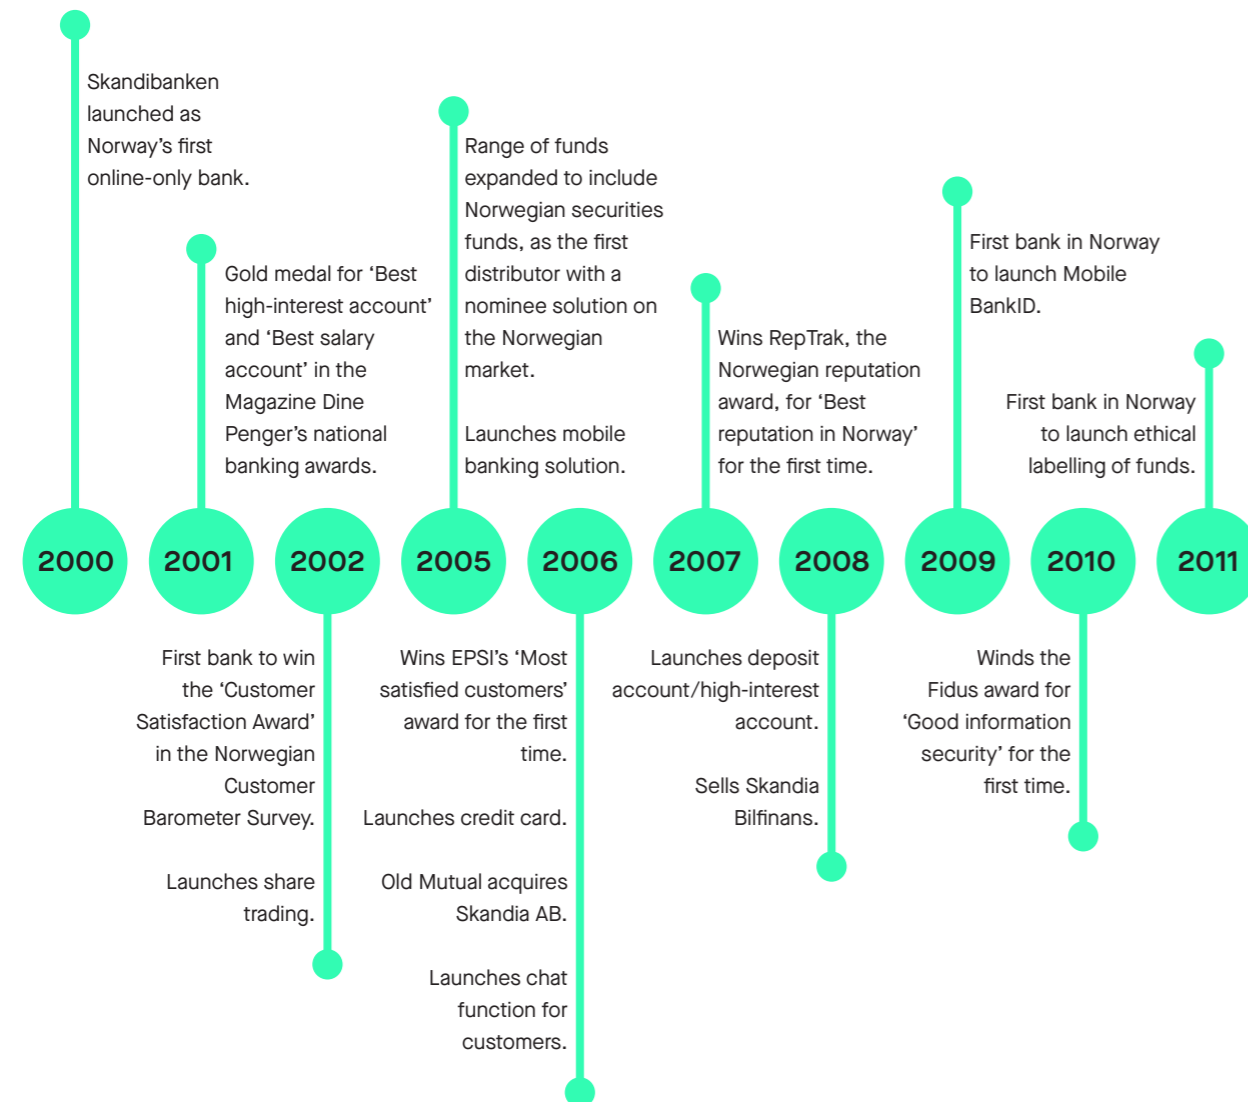 Skandibanken
launched as
Norway's first
online-only bank.
Gold medal for ‘Best
high-interest account’
and ‘Best salary
account’ in the
Magazine Dine
Penger’s national
banking awards.
Range of funds
expanded to include
Norwegian securities
funds, as the first
distributor with a
nominee solution on
the Norwegian
market.
Launches mobile
banking solution.
Wins RepTrak, the
Norwegian reputation
award, for ‘Best
reputation in Norway’
for the first time.
First bank in Norway
to launch Mobile
BankID.
First bank in Norway
to launch ethical
labelling of funds.
2000
2001
2002
2005
2006
2007
2008
2009
2010
2011
First bank to win
the ‘Customer
Satisfaction Award’
in the Norwegian
Customer
Barometer Survey.
Launches share
trading.
Wins EPSI’s ‘Most
satisfied customers’
award for the first
time.
Launches credit card.
Old Mutual acquires
Skandia AB.
Launches chat
function for
customers.
Launches deposit
account/high-interest
account.
Sells Skandia
Bilfinans.
Winds the
Fidus award for
‘Good information
security’ for the
first time.